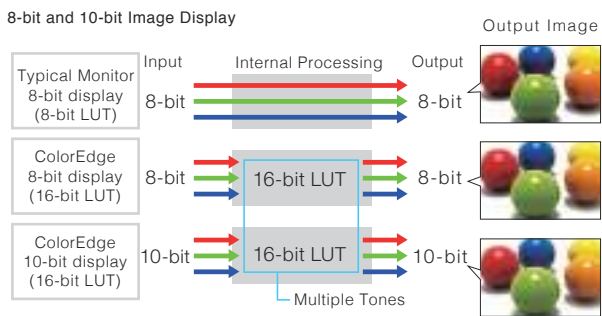 8-bit and 10-bit Image Display
Output Image
Input
Internal Processing
Output
Typical Monitor
8-bit display
(8-bit LUT)
8-bit
8-bit
ColorEdge
8-bit display
(16-bit LUT)
8-bit
16-bit LUT
8-bit
ColorEdge
10-bit display
(16-bit LUT)
10-bit
16-bit LUT
10-bit
Multiple Tones